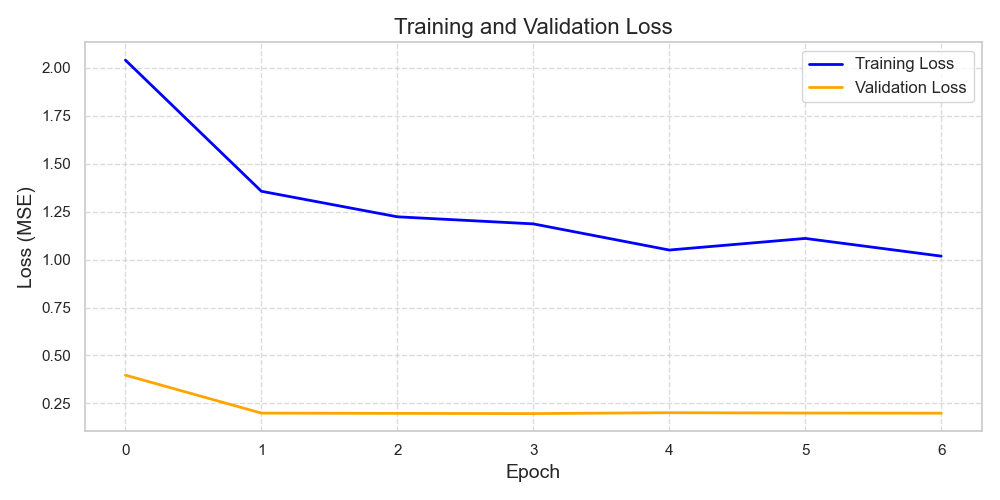 Training and Validation Loss
Training Loss
Validation Loss
2.00
1.75
1.50
1.25
1.00
0.75
0.50
0.25
Loss (MSE)
0 1 2 3 4 5 6
Epoch